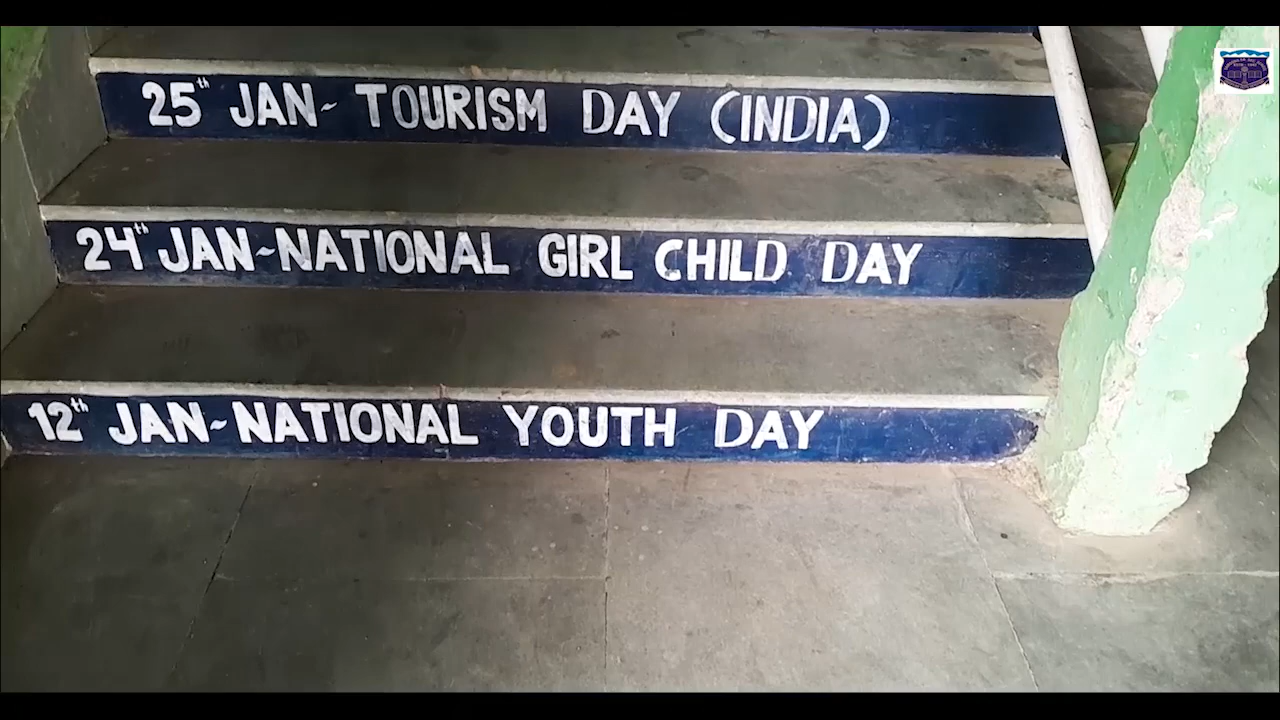 25th JAN~ TOURISM DAY (INDIA)
24th JAN~NATIONAL GIRL CHILD DAY
12th JAN~NATIONAL YOUTH DAY